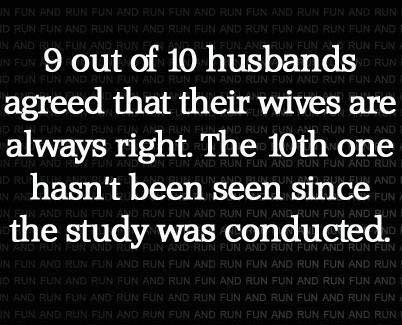 9 out of 10 husbands
agreed that their wives are
always right. The 10th one
hasn't been seen since
the study was conducted.